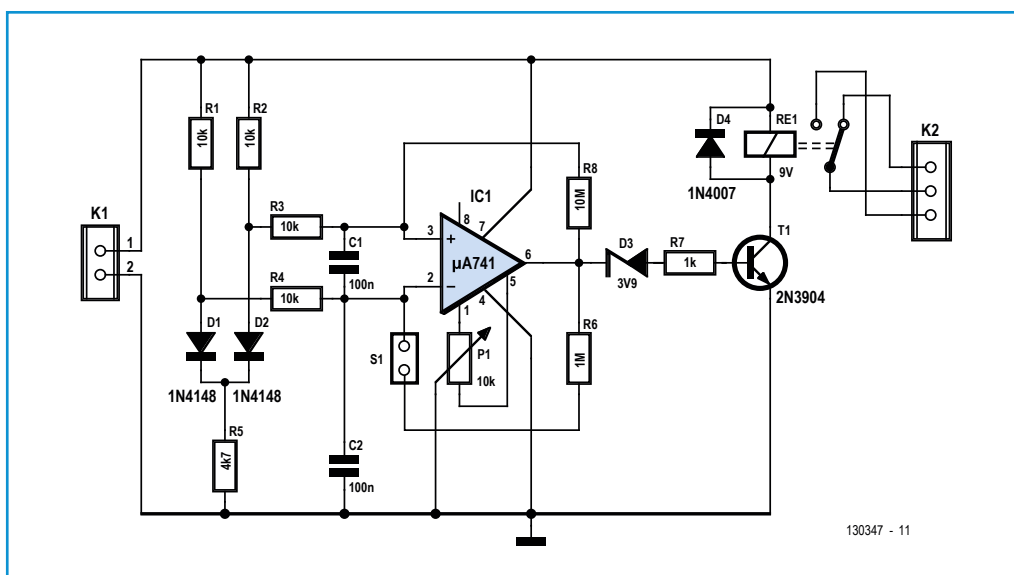 R1
10k
R2
10k
K1
1
2
R3
10k
C1
100n
R4
10k
D1
D2
1N4148
1N4148
R5
4k7
C2
100n
S1
IC1
8
7
3
+
µA741
6
2
−
5
4
1
P1
10k
R8
10M
R6
1M
D3
3V9
R7
1k
D4
1N4007
RE1
9V
T1
2N3904
K2
130347 - 11